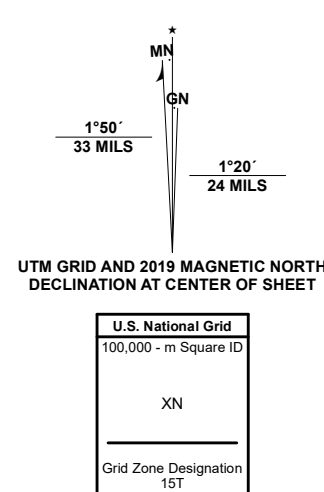 ★
MN
GN
1°50´
33 MILS
1°20´
24 MILS
UTM GRID AND 2019 MAGNETIC NORTH
DECLINATION AT CENTER OF SHEET
U.S. National Grid
100,000 - m Square ID
XN
Grid Zone Designation
15T